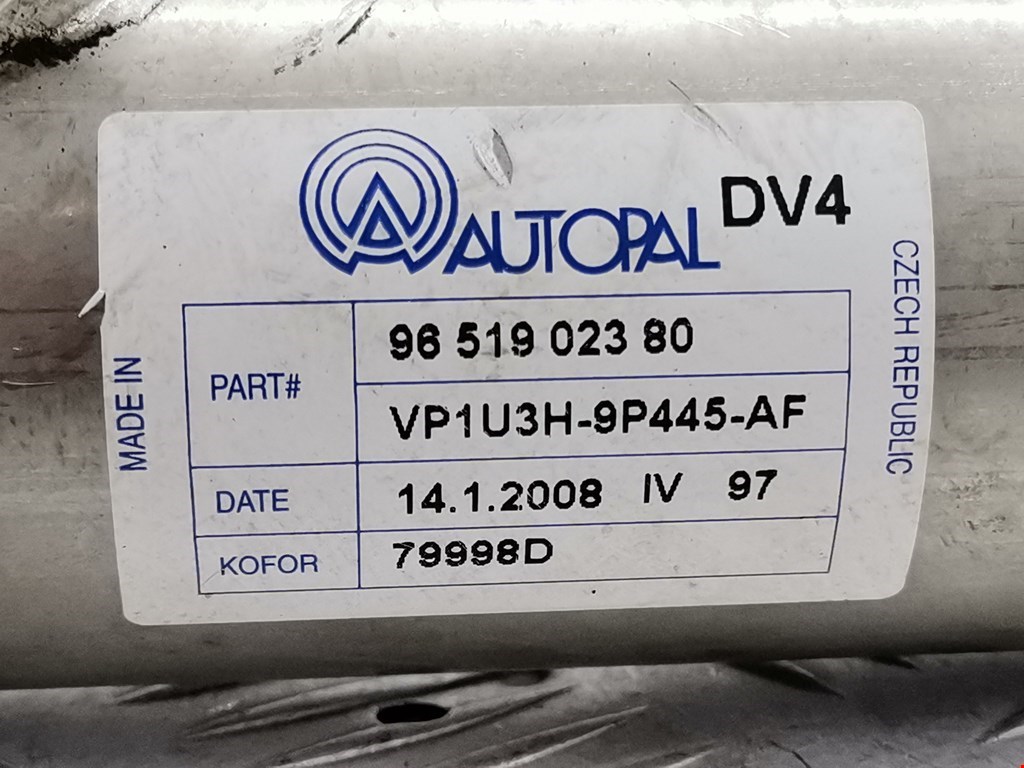 AUTOPAL DV4
MADE IN
CZECH REPUBLIC
PART#
96 519 023 80
VP1U3H-9P445-AF
DATE 14.1.2008 IV 97
KOFOR 79998D